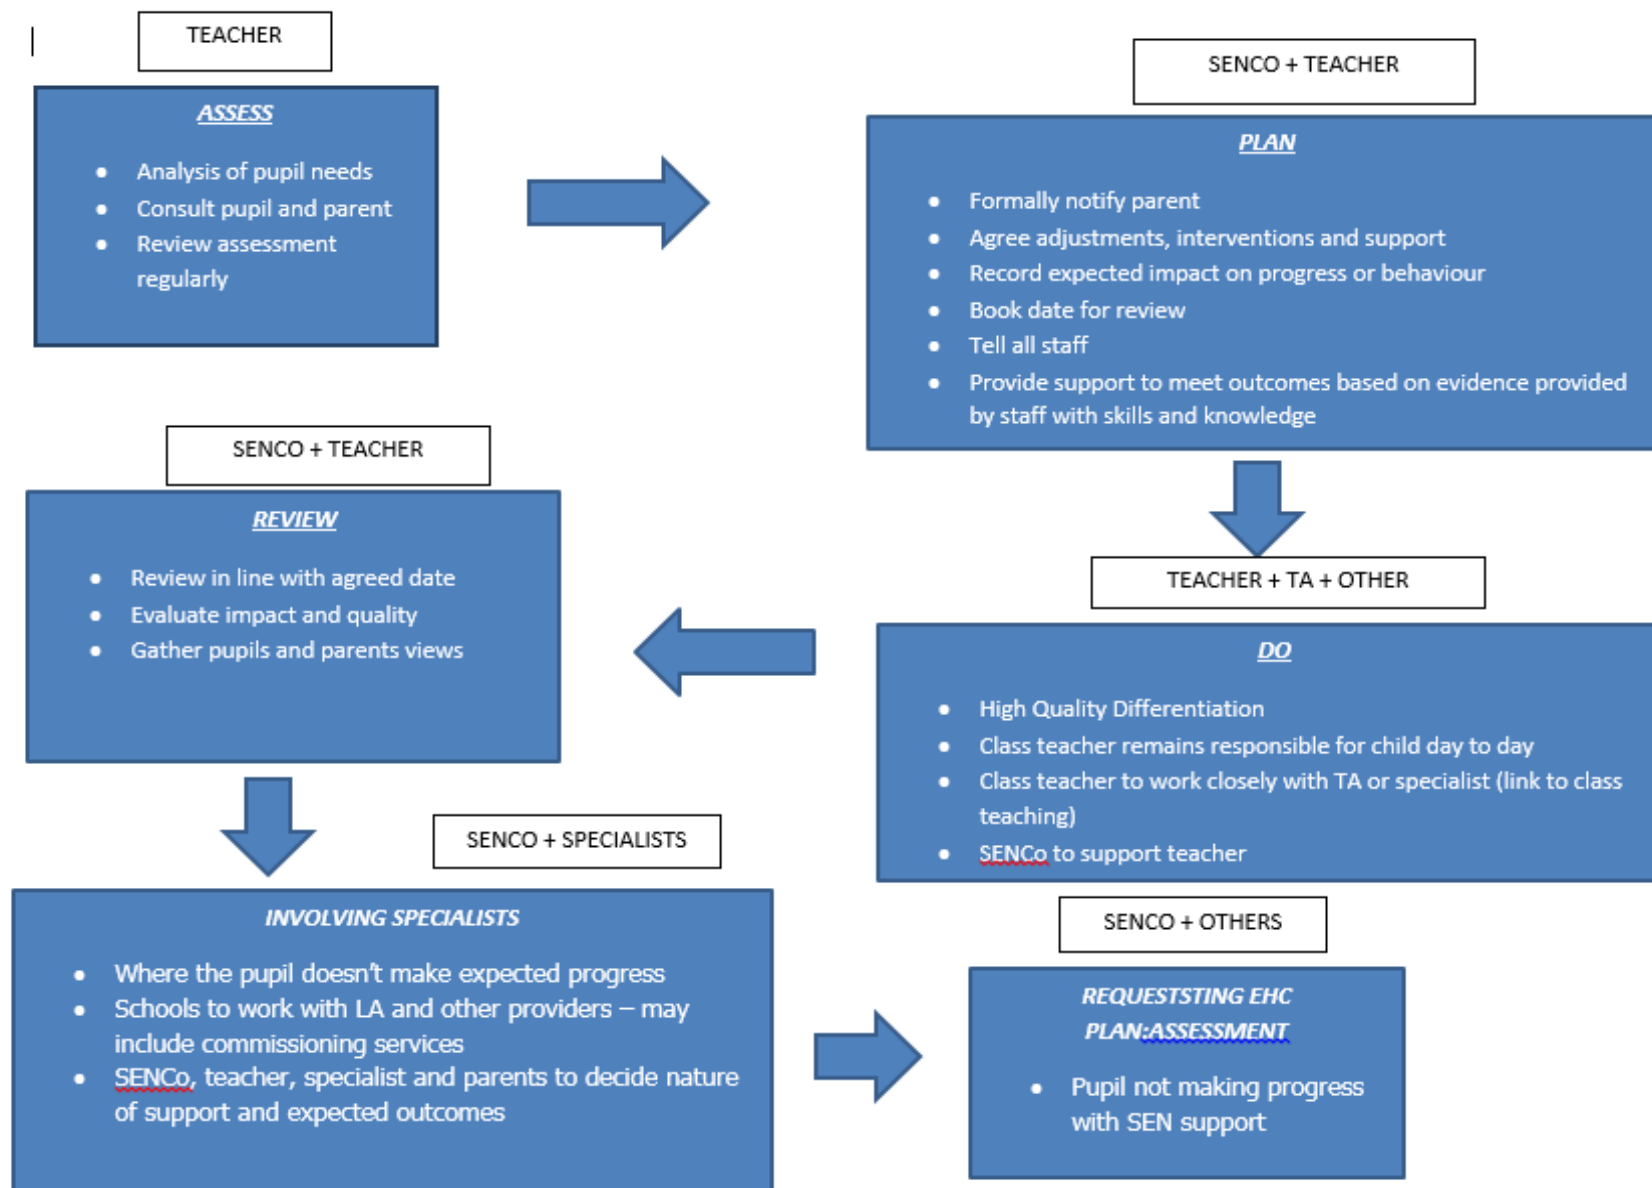 TEACHER
ASSESS
• Analysis of pupil needs
• Consult pupil and parent
• Review assessment
regularly
SENCO + TEACHER
PLAN
• Formally notify parent
• Agree adjustments, interventions and support
• Record expected impact on progress or behaviour
• Book date for review
• Tell all staff
• Provide support to meet outcomes based on evidence provided
by staff with skills and knowledge
TEACHER + TA + OTHER
DO
• High Quality Differentiation
• Class teacher remains responsible for child day to day
• Class teacher to work closely with TA or specialist (link to class
teaching)
• SENCo to support teacher
SENCO + TEACHER
REVIEW
• Review in line with agreed date
• Evaluate impact and quality
• Gather pupils and parents views
SENCO + SPECIALISTS
INVOLVING SPECIALISTS
• Where the pupil doesn't make expected progress
• Schools to work with LA and other providers – may
include commissioning services
• SENCo, teacher, specialist and parents to decide nature
of support and expected outcomes
SENCO + OTHERS
REQUESTSTING EHC
PLAN:ASSESSMENT
• Pupil not making progress
with SEN support